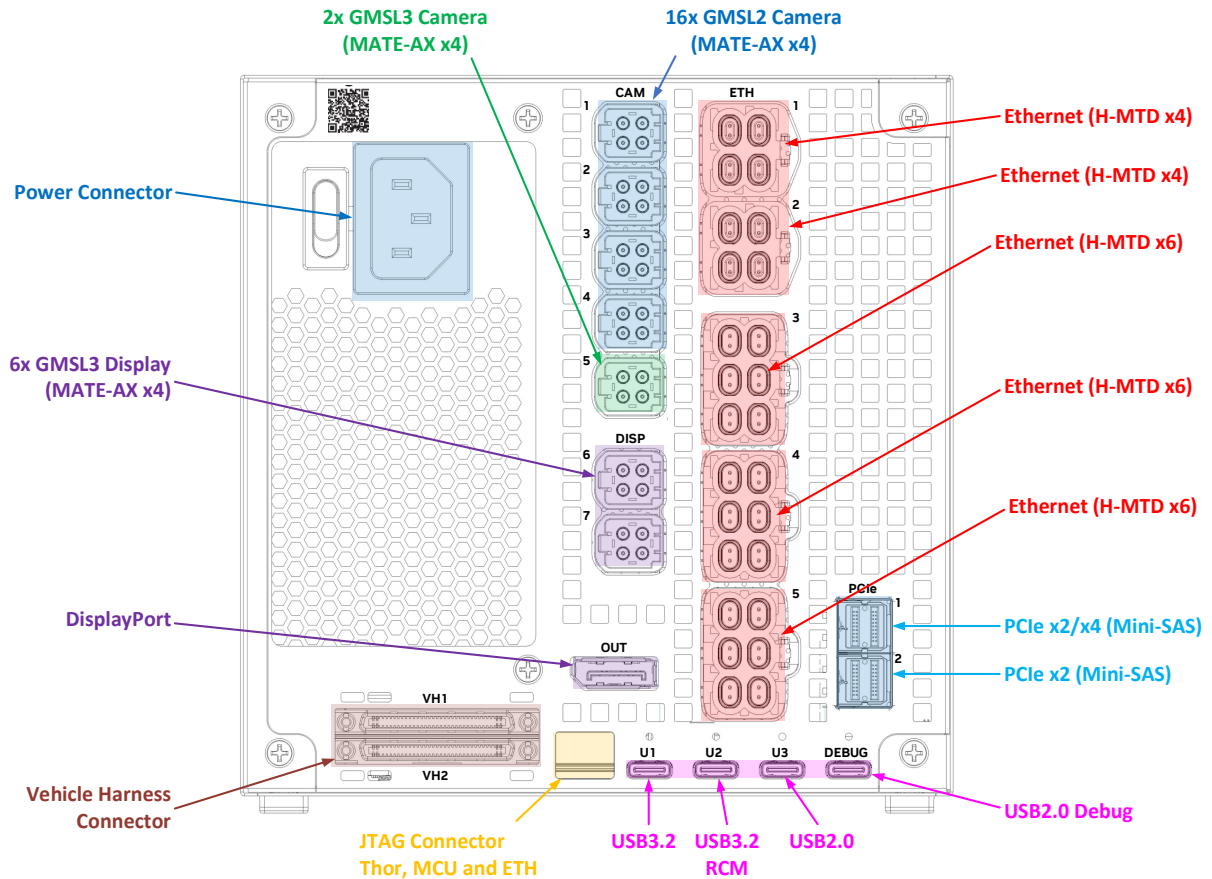 2x GMSL3 Camera
(MATE-AX x4)
16x GMSL2 Camera
(MATE-AX x4)
CAM
ETH
1
1
Ethernet (H-MTD x4)
2
Power Connector
Ethernet (H-MTD x4)
2
3
Ethernet (H-MTD x6)
4
3
5
6x GMSL3 Display
(MATE-AX x4)
Ethernet (H-MTD x6)
DISP
6
4
7
Ethernet (H-MTD x6)
PCIe
5
1
DisplayPort
PCIe x2/x4 (Mini-SAS)
OUT
2
PCIe x2 (Mini-SAS)
VH1
U1
U2
U3
DEBUG
VH2
Vehicle Harness
Connector
USB2.0 Debug
JTAG Connector
Thor, MCU and ETH
USB3.2
USB3.2
RCM
USB2.0